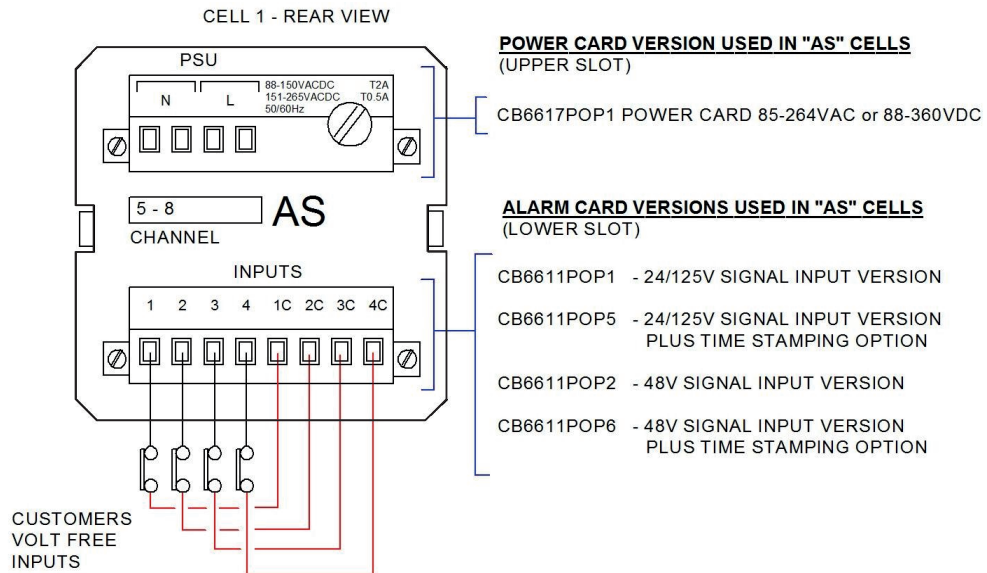 CELL 1 - REAR VIEW
PSU
N
L
88-150VACDC T2A
151-265VACDC T0.5A
50/60Hz
5 - 8
AS
CHANNEL
INPUTS
1 2 3 4 1C 2C 3C 4C
CUSTOMERS
VOLT FREE
INPUTS
POWER CARD VERSION USED IN "AS" CELLS
(UPPER SLOT)
CB6617POP1 POWER CARD 85-264VAC or 88-360VDC
ALARM CARD VERSIONS USED IN "AS" CELLS
(LOWER SLOT)
CB6611POP1 - 24/125V SIGNAL INPUT VERSION
CB6611POP5 - 24/125V SIGNAL INPUT VERSION
PLUS TIME STAMPING OPTION
CB6611POP2 - 48V SIGNAL INPUT VERSION
CB6611POP6 - 48V SIGNAL INPUT VERSION
PLUS TIME STAMPING OPTION